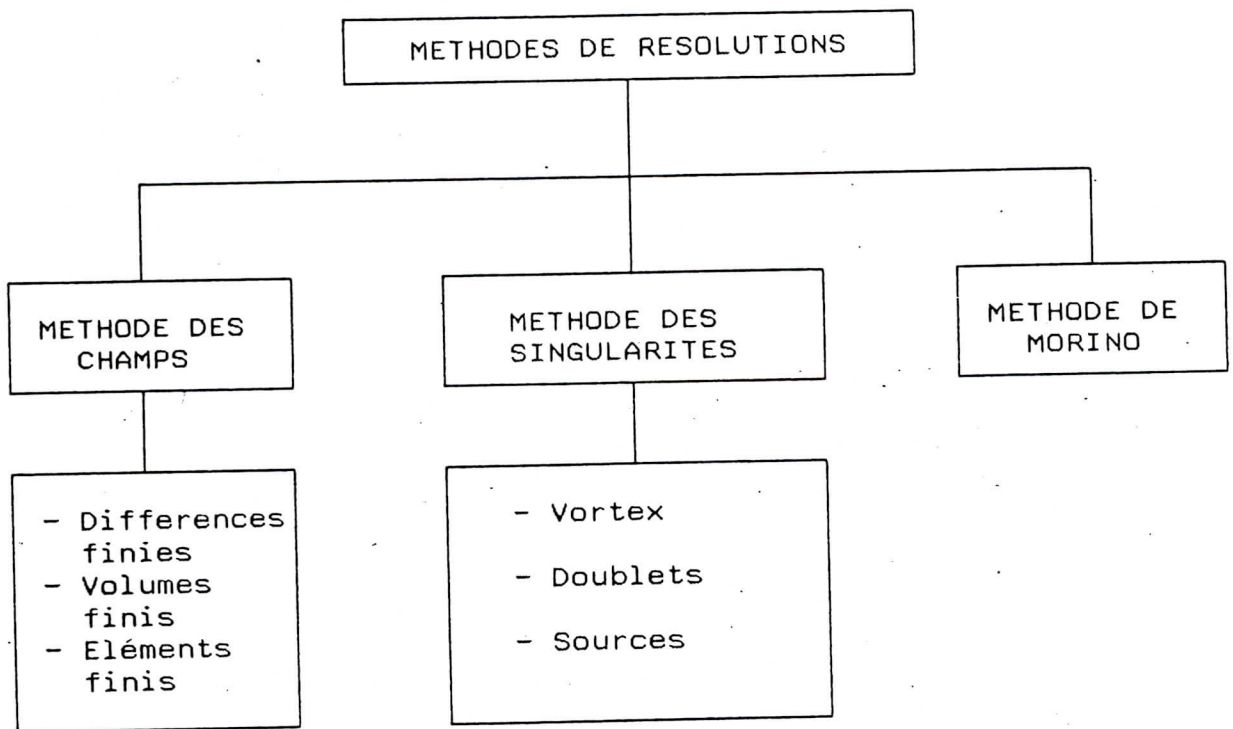 METHODES DE RESOLUTIONS
METHODE DES
CHAMPS
METHODE DES
SINGULARITES
METHODE DE
MORINO
- Differences
finies
- Volumes
finis
- Eléments
finis
- Vortex
- Doublets
- Sources